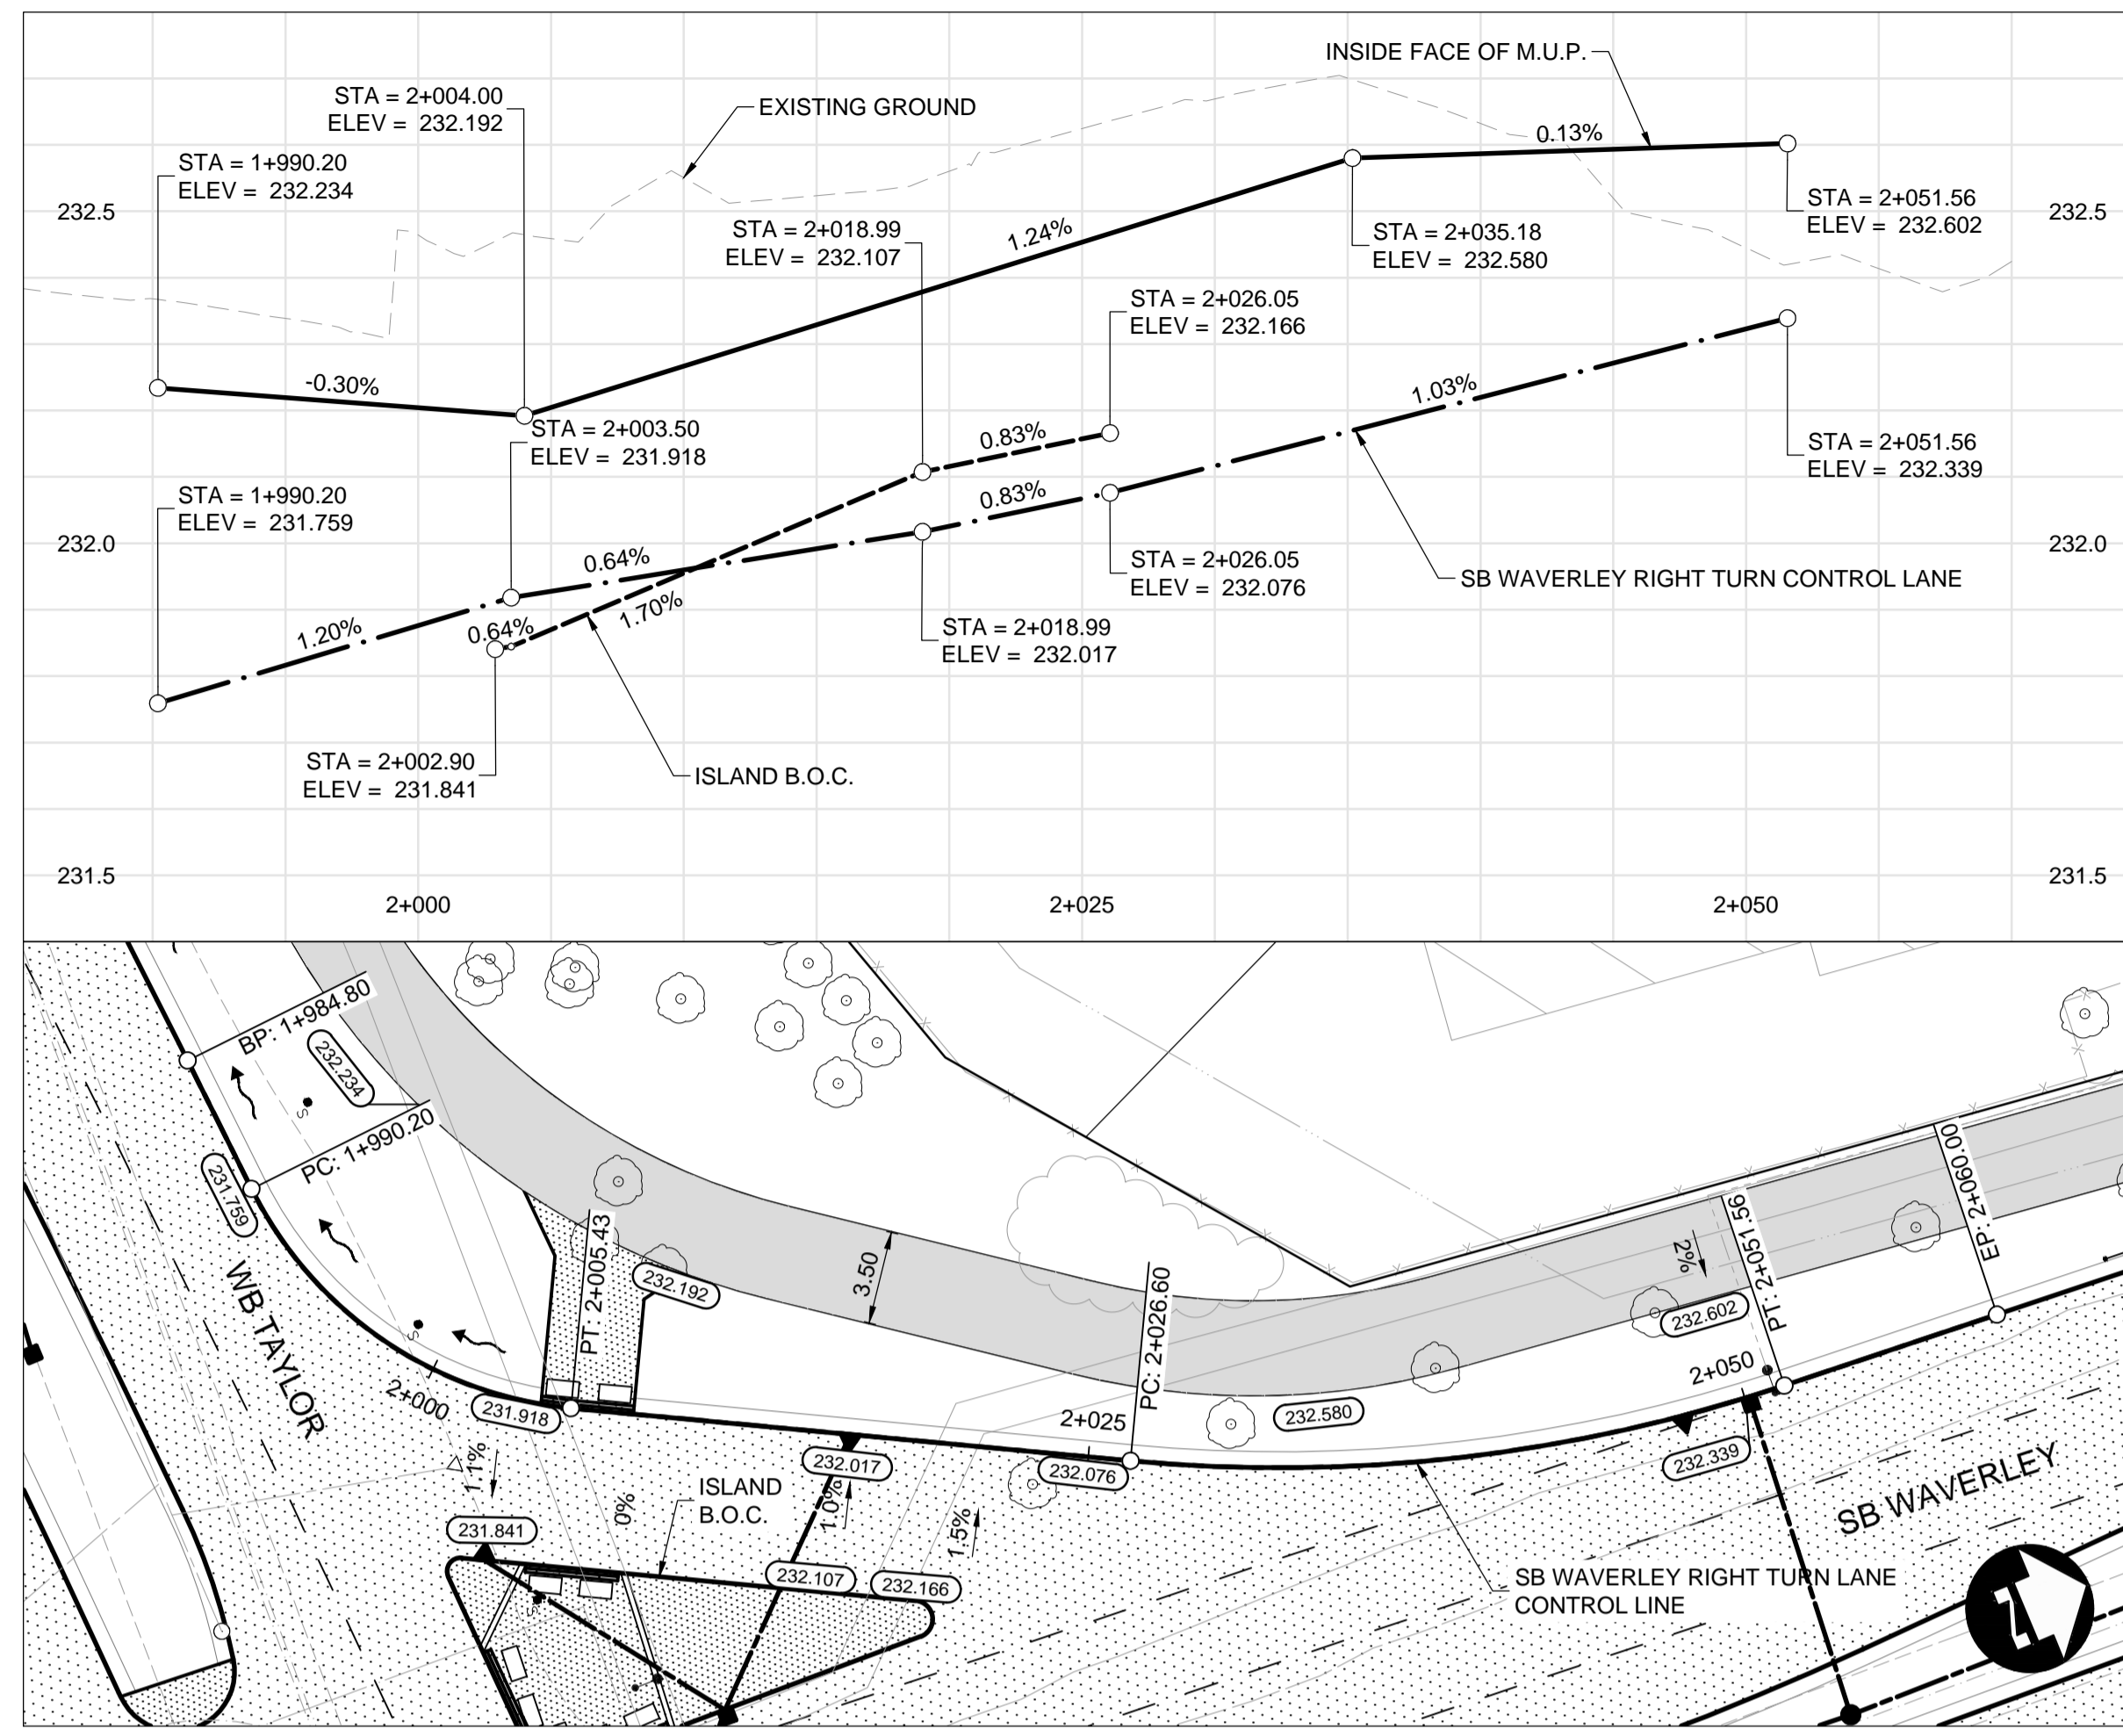 INSIDE FACE OF M.U.P.
STA = 2+004.00
ELEV = 232.192
EXISTING GROUND
0.13%
STA = 1+990.20
ELEV = 232.234
STA = 2+051.56
ELEV = 232.602
232.5
232.5
STA = 2+018.99
ELEV = 232.107
1.24%
STA = 2+035.18
ELEV = 232.580
STA = 2+026.05
ELEV = 232.166
-0.30%
1.03%
STA = 2+003.50
ELEV = 231.918
0.83%
STA = 2+051.56
ELEV = 232.339
STA = 1+990.20
ELEV = 231.759
0.83%
232.0
232.0
0.64%
STA = 2+026.05
ELEV = 232.076
SB WAVERLEY RIGHT TURN CONTROL LANE
1.70%
1.20%
0.64%
STA = 2+018.99
ELEV = 232.017
STA = 2+002.90
ELEV = 231.841
ISLAND B.O.C.
231.5
231.5
2+000
2+025
2+050
BP: 1+984.80
232.234
PC: 1+990.20
231.759
S
WB TAYLOR
PT: 2+005.43
232.192
3.50
PC: 2+026.60
2%
PT: 2+051.56
EP: 2+060.00
232.602
S
2+000
231.918
2+025
232.580
2+050
232.017
232.076
232.339
1.1%
0%
ISLAND
B.O.C.
1.0%
1.5%
SB WAVERLEY
231.841
232.107
232.166
S
SB WAVERLEY RIGHT TURN LANE
CONTROL LINE